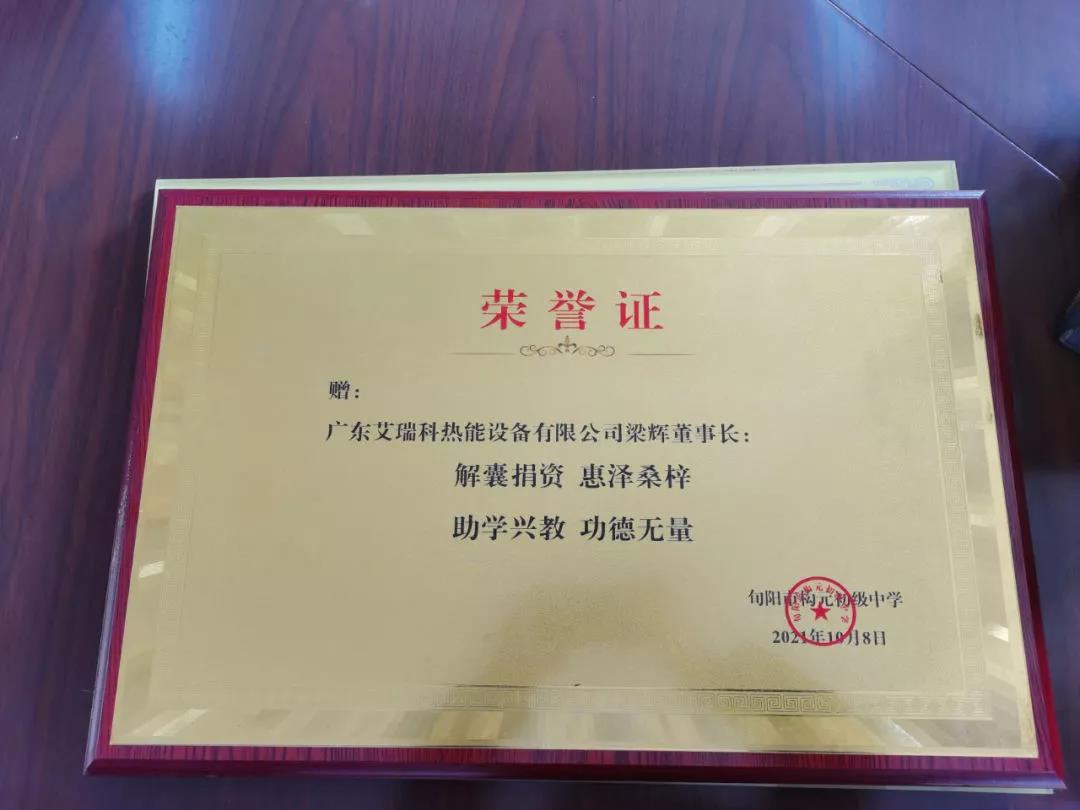 荣誉证
赠：
广东艾瑞科热能设备有限公司梁辉董事长：
解囊捐资 惠泽桑梓
助学兴教 功德无量
旬阳市构元初级中学
2021年10月8日